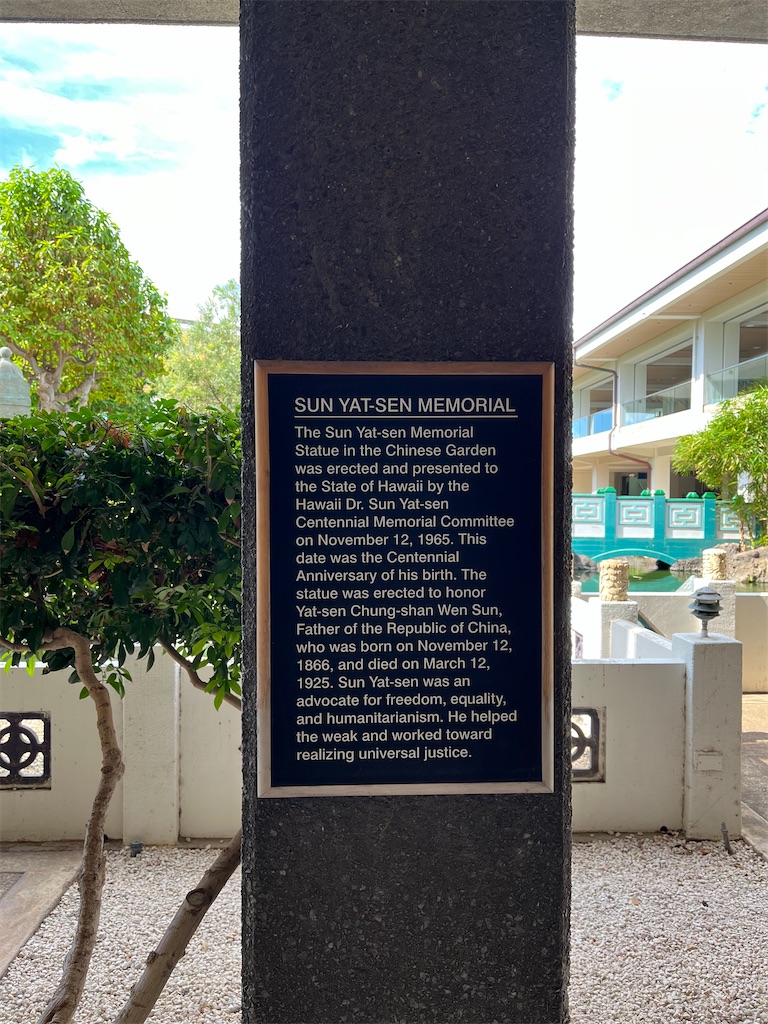 SUN YAT-SEN MEMORIAL
The Sun Yat-sen Memorial
Statue in the Chinese Garden
was erected and presented to
the State of Hawaii by the
Hawaii Dr. Sun Yat-sen
Centennial Memorial Committee
on November 12, 1965. This
date was the Centennial
Anniversary of his birth. The
statue was erected to honor
Yat-sen Chung-shan Wen Sun,
Father of the Republic of China,
who was born on November 12,
1866, and died on March 12,
1925. Sun Yat-sen was an
advocate for freedom, equality,
and humanitarianism. He helped
the weak and worked toward
realizing universal justice.